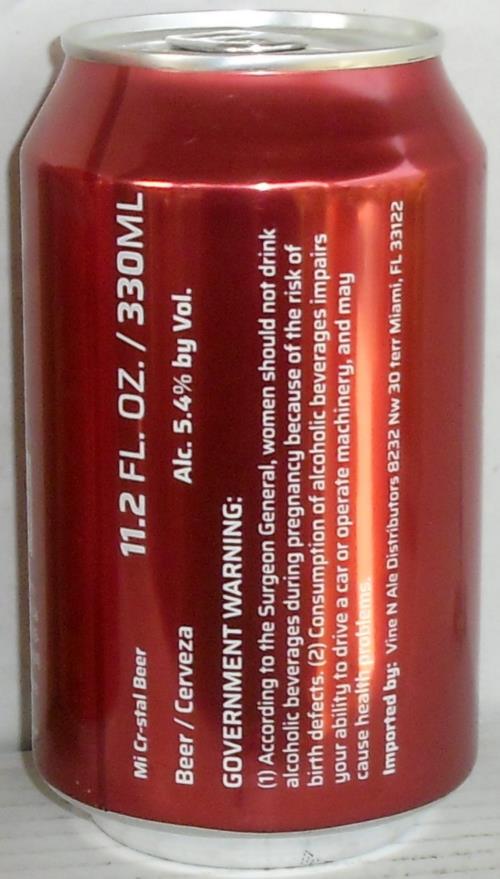 Mi Cr-stal Beer
11.2 FL. OZ. / 330ML
Beer / Cerveza
Alc. 5.4% by Vol.
GOVERNMENT WARNING:
(1) According to the Surgeon General, women should not drink
alcoholic beverages during pregnancy because of the risk of
birth defects. (2) Consumption of alcoholic beverages impairs
your ability to drive a car or operate machinery, and may
cause health problems.
Imported by: Vine N Ale Distributors 8232 Nw 30 terr Miami, FL 33122